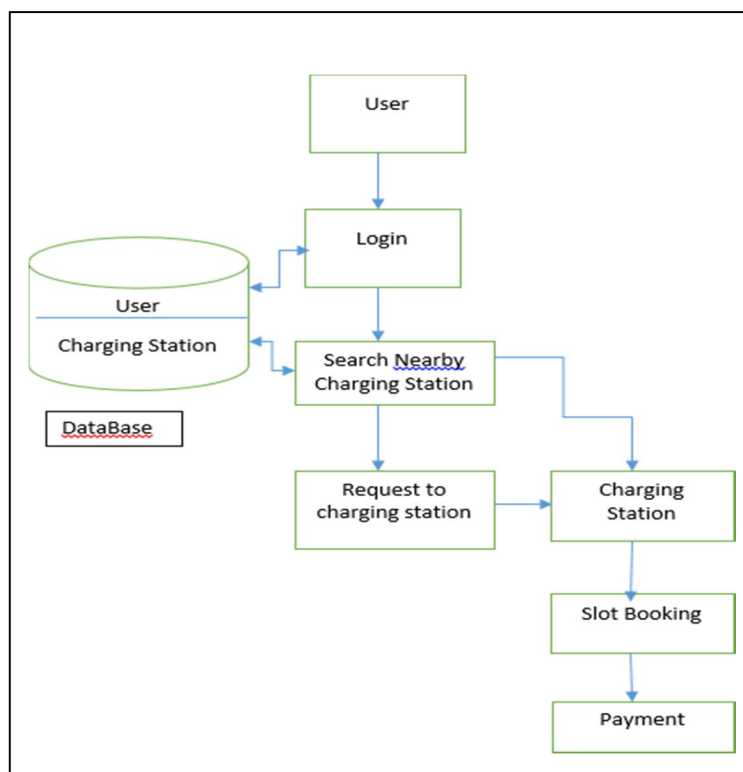 User
Login
User
Charging Station
DataBase
Search Nearby
Charging Station
Request to
charging station
Charging
Station
Slot Booking
Payment